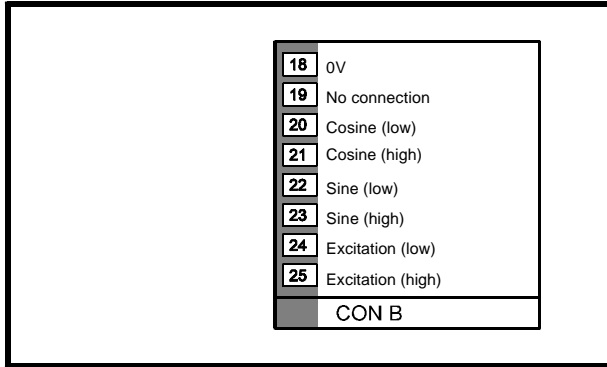 18 0V
19 No connection
20 Cosine (low)
21 Cosine (high)
22 Sine (low)
23 Sine (high)
24 Excitation (low)
25 Excitation (high)
CON B